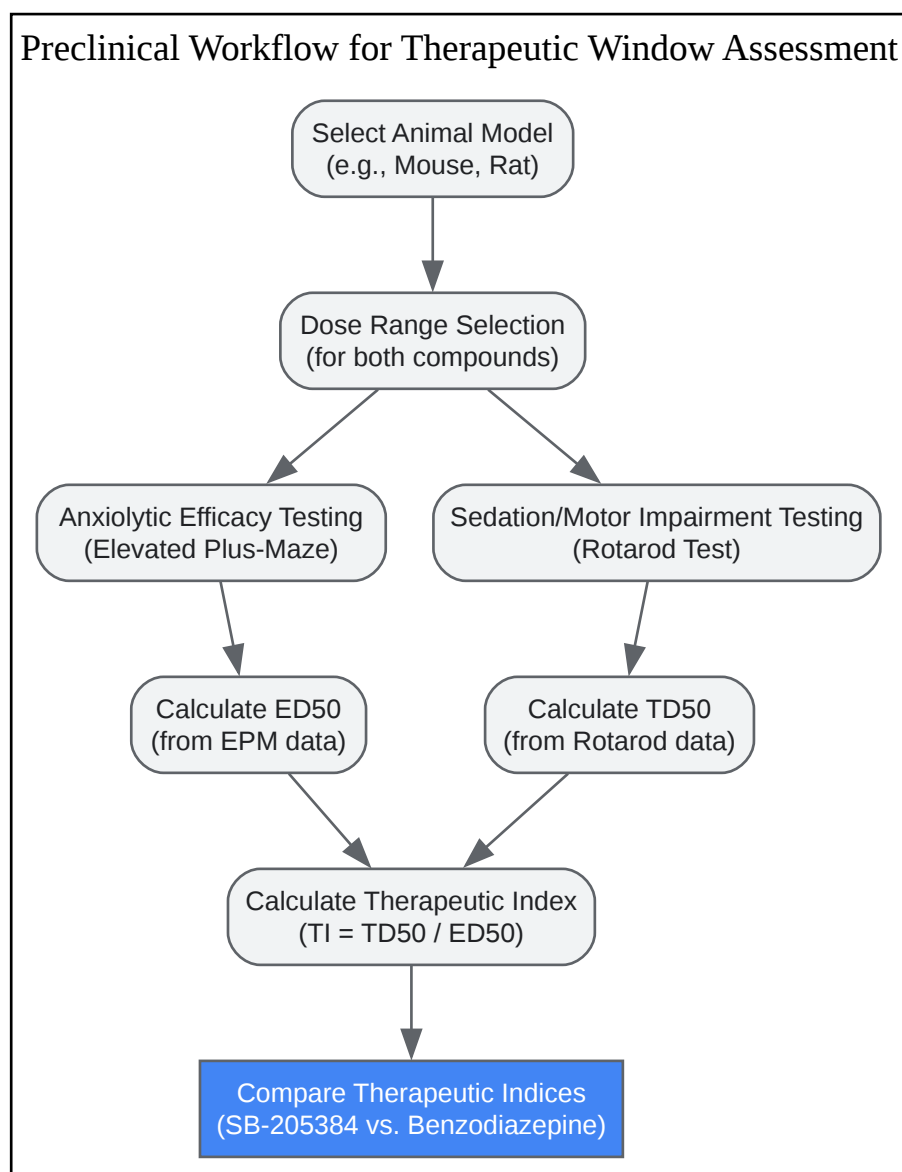 Preclinical Workflow for Therapeutic Window Assessment
Select Animal Model
(e.g., Mouse, Rat)
Dose Range Selection
(for both compounds)
Anxiolytic Efficacy Testing
(Elevated Plus-Maze)
Sedation/Motor Impairment Testing
(Rotarod Test)
Calculate ED50
(from EPM data)
Calculate TD50
(from Rotarod data)
Calculate Therapeutic Index
(TI = TD50 / ED50)
Compare Therapeutic Indices
(SB-205384 vs. Benzodiazepine)